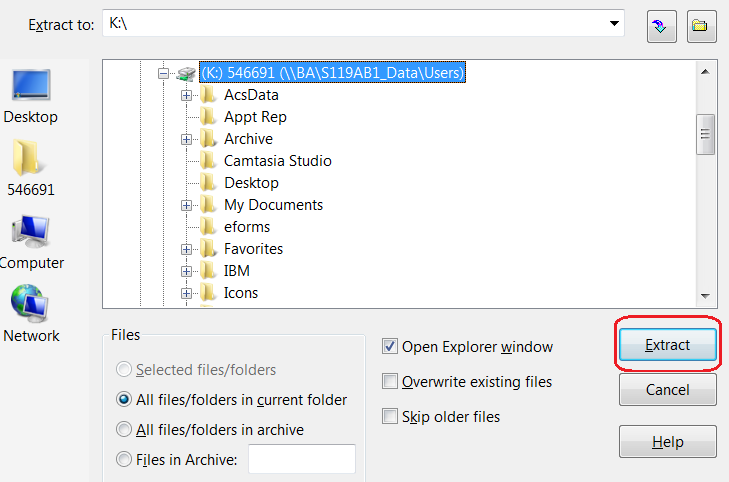 Extract to: K:\
Desktop
546691
Computer
Network
(K:) 546691 (\\BA\S119AB1_Data\Users)
AcsData
Appt Rep
Archive
Camtasia Studio
Desktop
My Documents
eforms
Favorites
IBM
Icons
Files
Selected files/folders
All files/folders in current folder
All files/folders in archive
Files in Archive:
Open Explorer window
Overwrite existing files
Skip older files
Extract
Cancel
Help